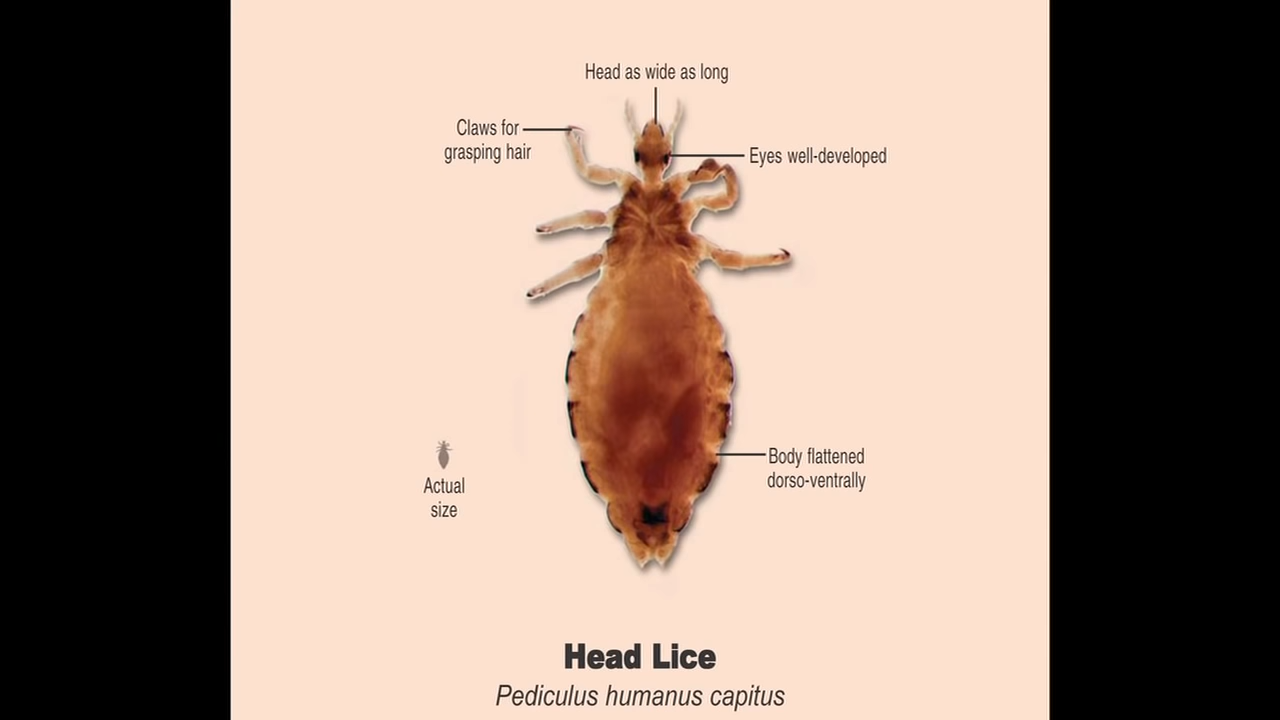 Head as wide as long
Claws for
grasping hair
Eyes well-developed
Body flattened
dorso-ventrally
Actual
size
Head Lice
Pediculus humanus capitus